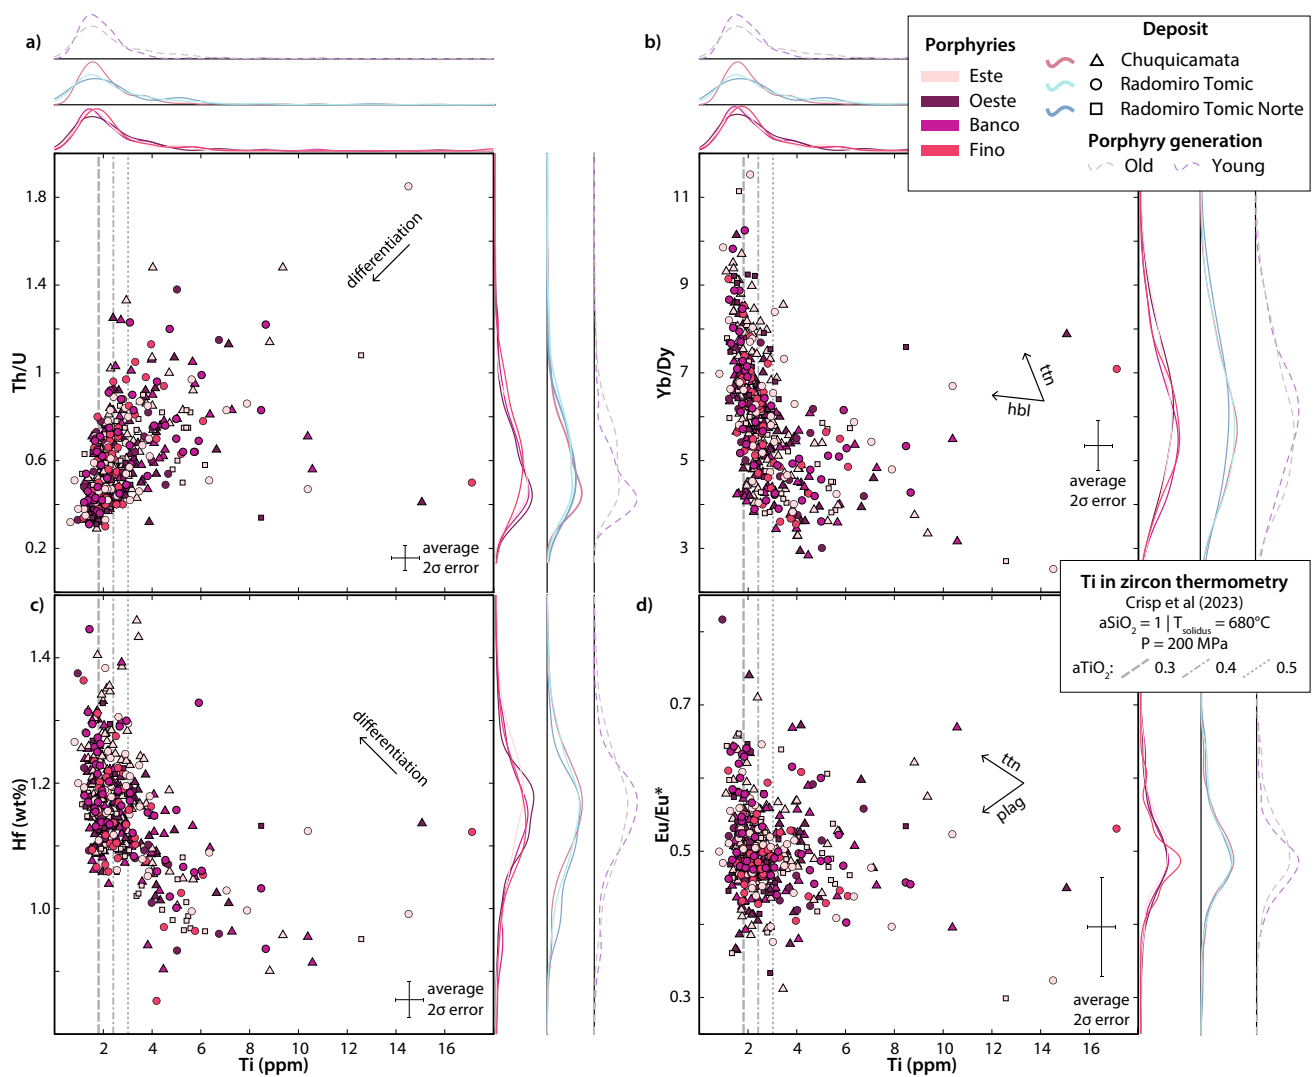 a)
b)
Porphyries
Este
Oeste
Banco
Fino
Deposit
Chuquicamata
Radomiro Tomic
Radomiro Tomic Norte
Porphyry generation
Old
Young
1.8
1.4
1
0.6
0.2
Th/U
differentiation
average
2σ error
11
9
7
5
3
Yb/Dy
ttn
hbl
average
2σ error
c)
d)
Ti in zircon thermometry
Crisp et al (2023)
aSiO2 = 1 | Tsolidus = 680°C
P = 200 MPa
aTiO2: 0.3 0.4 0.5
1.4
1.2
1.0
Hf (wt%)
differentiation
average
2σ error
2 4 6 8 10 12 14 16
Ti (ppm)
0.7
0.5
0.3
Eu/Eu*
ttn
plag
average
2σ error
2 4 6 8 10 12 14 16
Ti (ppm)